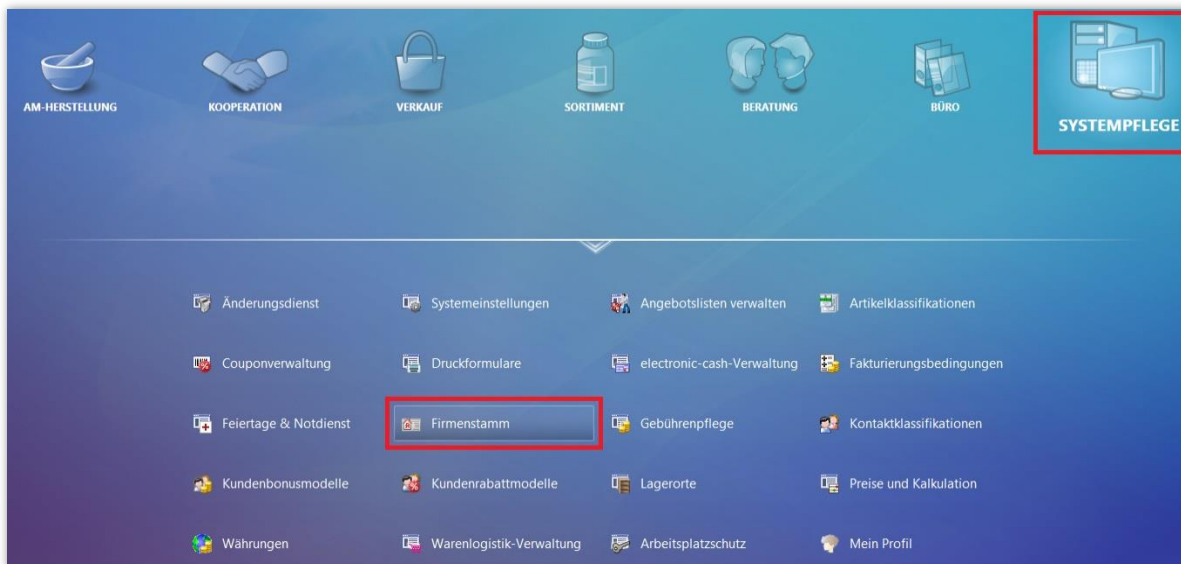 AM-HERSTELLUNG KOOPERATION VERKAUF SORTIMENT BERATUNG BÜRO SYSTEMPFLEGE
Änderungsdienst Systemeinstellungen Angebotslisten verwalten Artikelklassifikationen
Couponverwaltung Druckformulare electronic-cash-Verwaltung Fakturierungsbedingungen
Feiertage & Notdienst Firmenstamm Gebührenpflege Kontaktklassifikationen
Kundenbonusmodelle Kundenrabattmodelle Lagerorte Preise und Kalkulation
Währungen Warenlogistik-Verwaltung Arbeitsplatzschutz Mein Profil